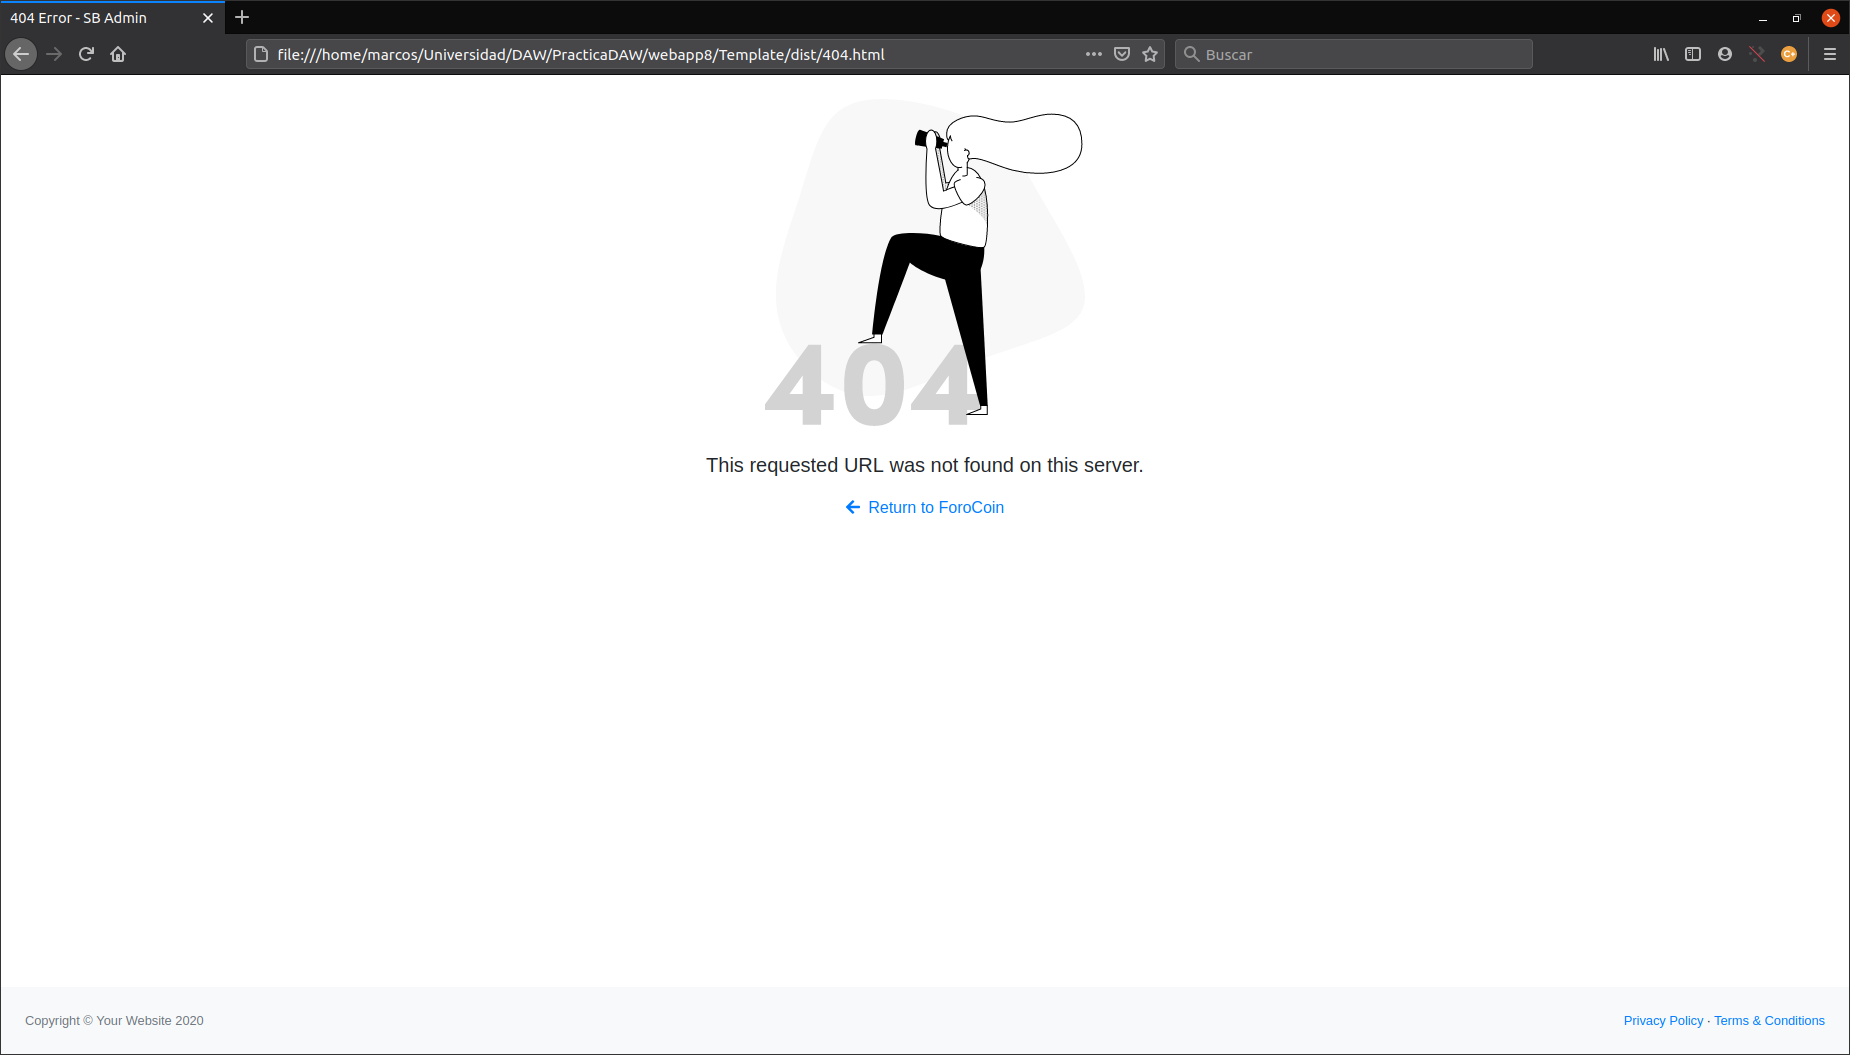 404 Error - SB Admin
file:///home/marcos/Universidad/DAW/PracticaDAW/webapp8/Template/dist/404.html
Buscar
C+
404
This requested URL was not found on this server.
Return to ForoCoin
Copyright © Your Website 2020
Privacy Policy · Terms & Conditions